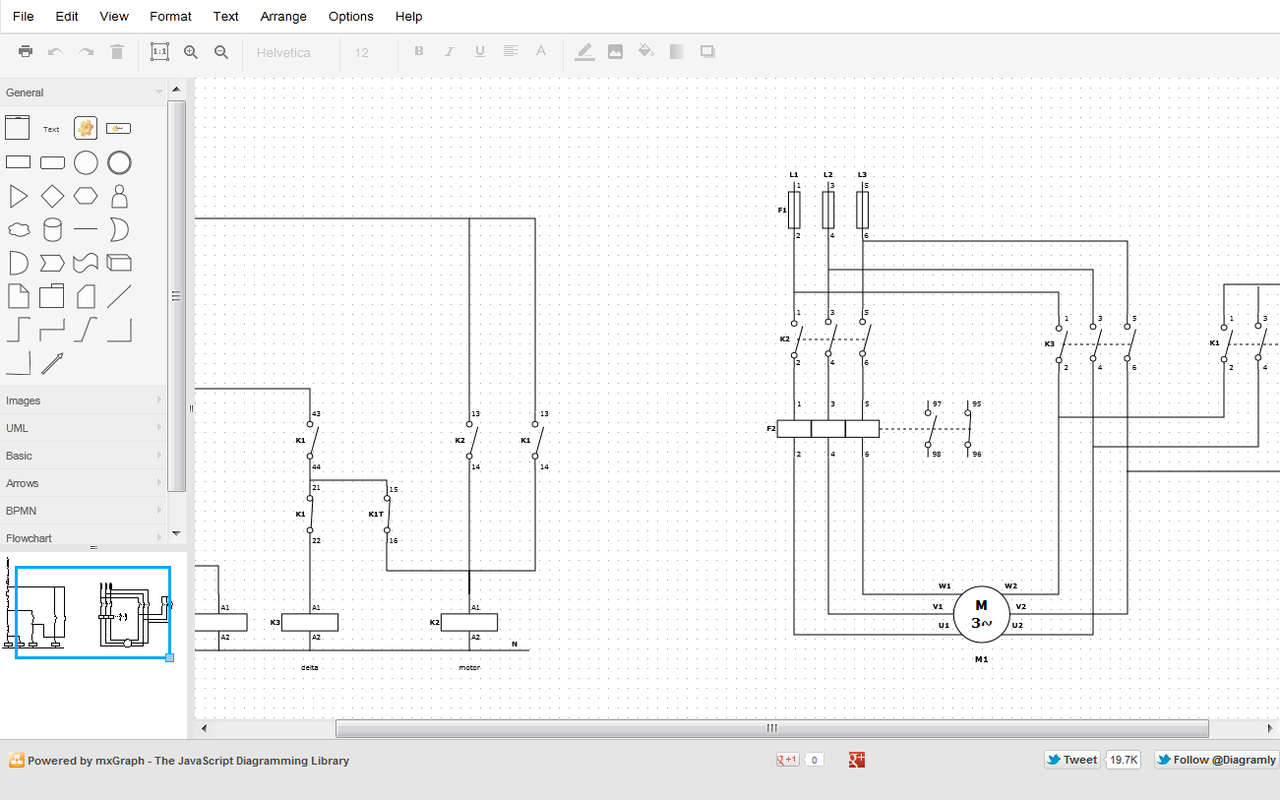 File Edit View Format Text Arrange Options Help
1:1 Helvetica 12 B I U A
General
Text
Images
UML
Basic
Arrows
BPMN
Flowchart
L1 L2 L3
1 3 5
F1
2 4 6
1 3 5
K2
2 4 6
1 3 5
K3
2 4 6
1 3
K1
2 4
1 3 5 97 95
F2
2 4 6 98 96
43 13 13
K1 K2 K1
44 14 14
21 15
K1 K1T
22 16
W1 W2
V1 V2
U1 U2
M
3~
M1
A1 A1 A1
K3 K2
A2 A2 A2
N
delta motor
Powered by mxGraph - The JavaScript Diagramming Library
g +1 0 g+ Tweet 19.7K Follow @Diagramly